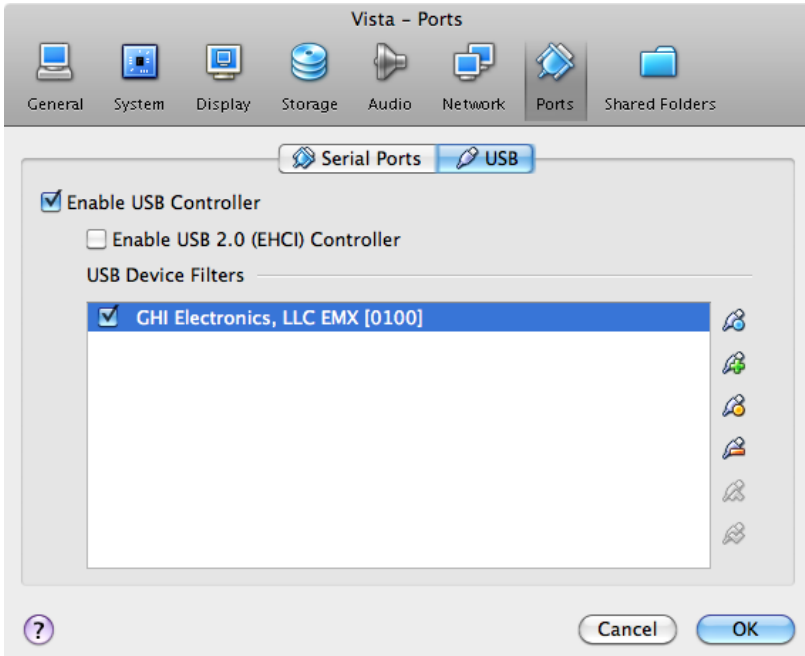 Vista – Ports
General System Display Storage Audio Network Ports Shared Folders
Serial Ports USB
Enable USB Controller
Enable USB 2.0 (EHCI) Controller
USB Device Filters
GHI Electronics, LLC EMX [0100]
? Cancel OK